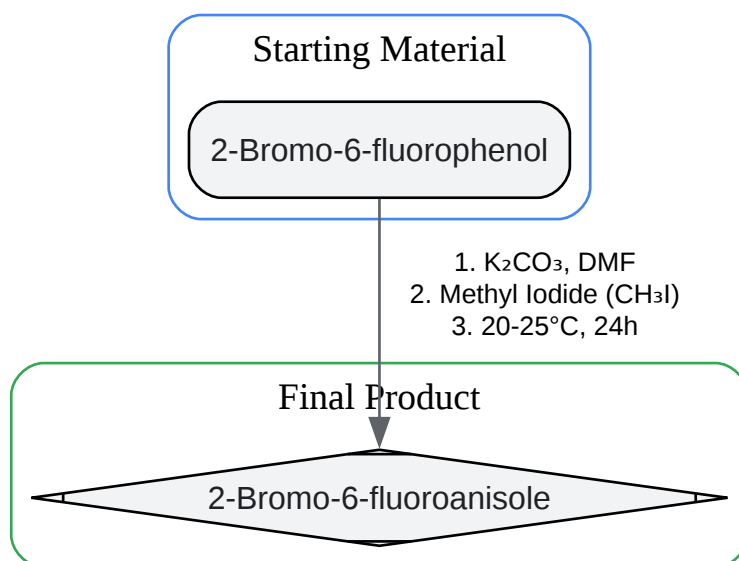 Starting Material
2-Bromo-6-fluorophenol
1. K₂CO₃, DMF
2. Methyl Iodide (CH₃I)
3. 20-25°C, 24h
Final Product
2-Bromo-6-fluoroanisole